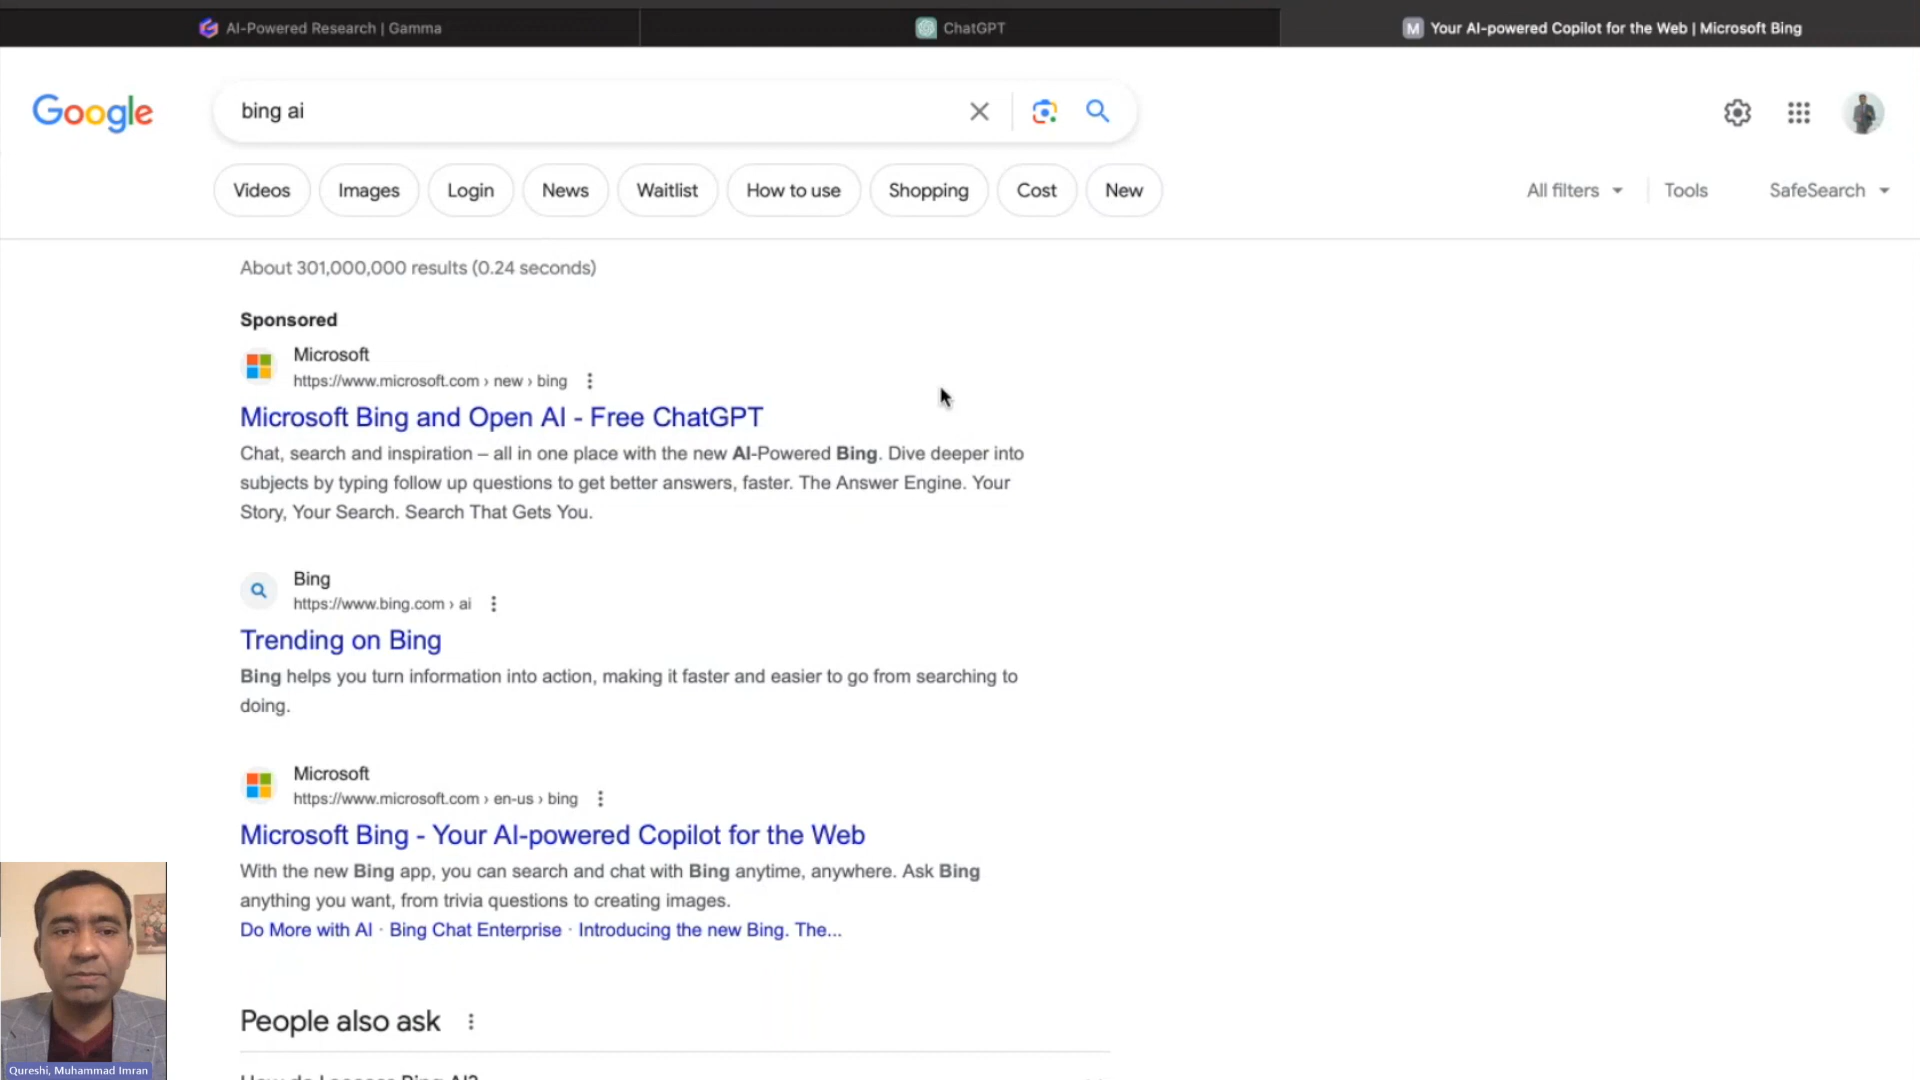 AI-Powered Research | Gamma
ChatGPT
M Your AI-powered Copilot for the Web | Microsoft Bing
Google
bing ai
Videos
Images
Login
News
Waitlist
How to use
Shopping
Cost
New
All filters
Tools
SafeSearch
About 301,000,000 results (0.24 seconds)
Sponsored
Microsoft
https://www.microsoft.com › new › bing
Microsoft Bing and Open AI - Free ChatGPT
Chat, search and inspiration – all in one place with the new AI-Powered Bing. Dive deeper into
subjects by typing follow up questions to get better answers, faster. The Answer Engine. Your
Story, Your Search. Search That Gets You.
Bing
https://www.bing.com › ai
Trending on Bing
Bing helps you turn information into action, making it faster and easier to go from searching to
doing.
Microsoft
https://www.microsoft.com › en-us › bing
Microsoft Bing - Your AI-powered Copilot for the Web
With the new Bing app, you can search and chat with Bing anytime, anywhere. Ask Bing
anything you want, from trivia questions to creating images.
Do More with AI · Bing Chat Enterprise · Introducing the new Bing. The...
People also ask
How do I access Bing AI?
Qureshi, Muhammad Imran